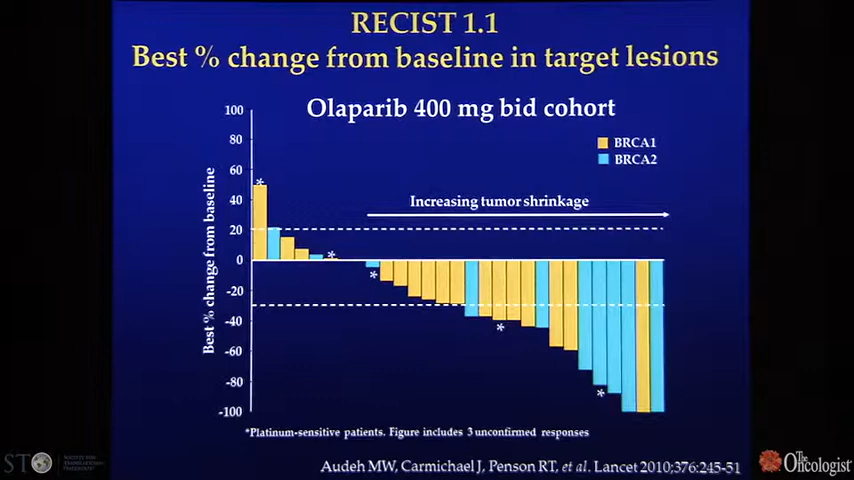 RECIST 1.1
Best % change from baseline in target lesions
Olaparib 400 mg bid cohort
BRCA1
BRCA2
Increasing tumor shrinkage
Best % change from baseline
100
80
60
40
20
0
-20
-40
-60
-80
-100
*
*
*
*
*
*Platinum-sensitive patients. Figure includes 3 unconfirmed responses
Audeh MW, Carmichael J, Penson RT, et al. Lancet 2010;376:245-51
STO
The Oncologist